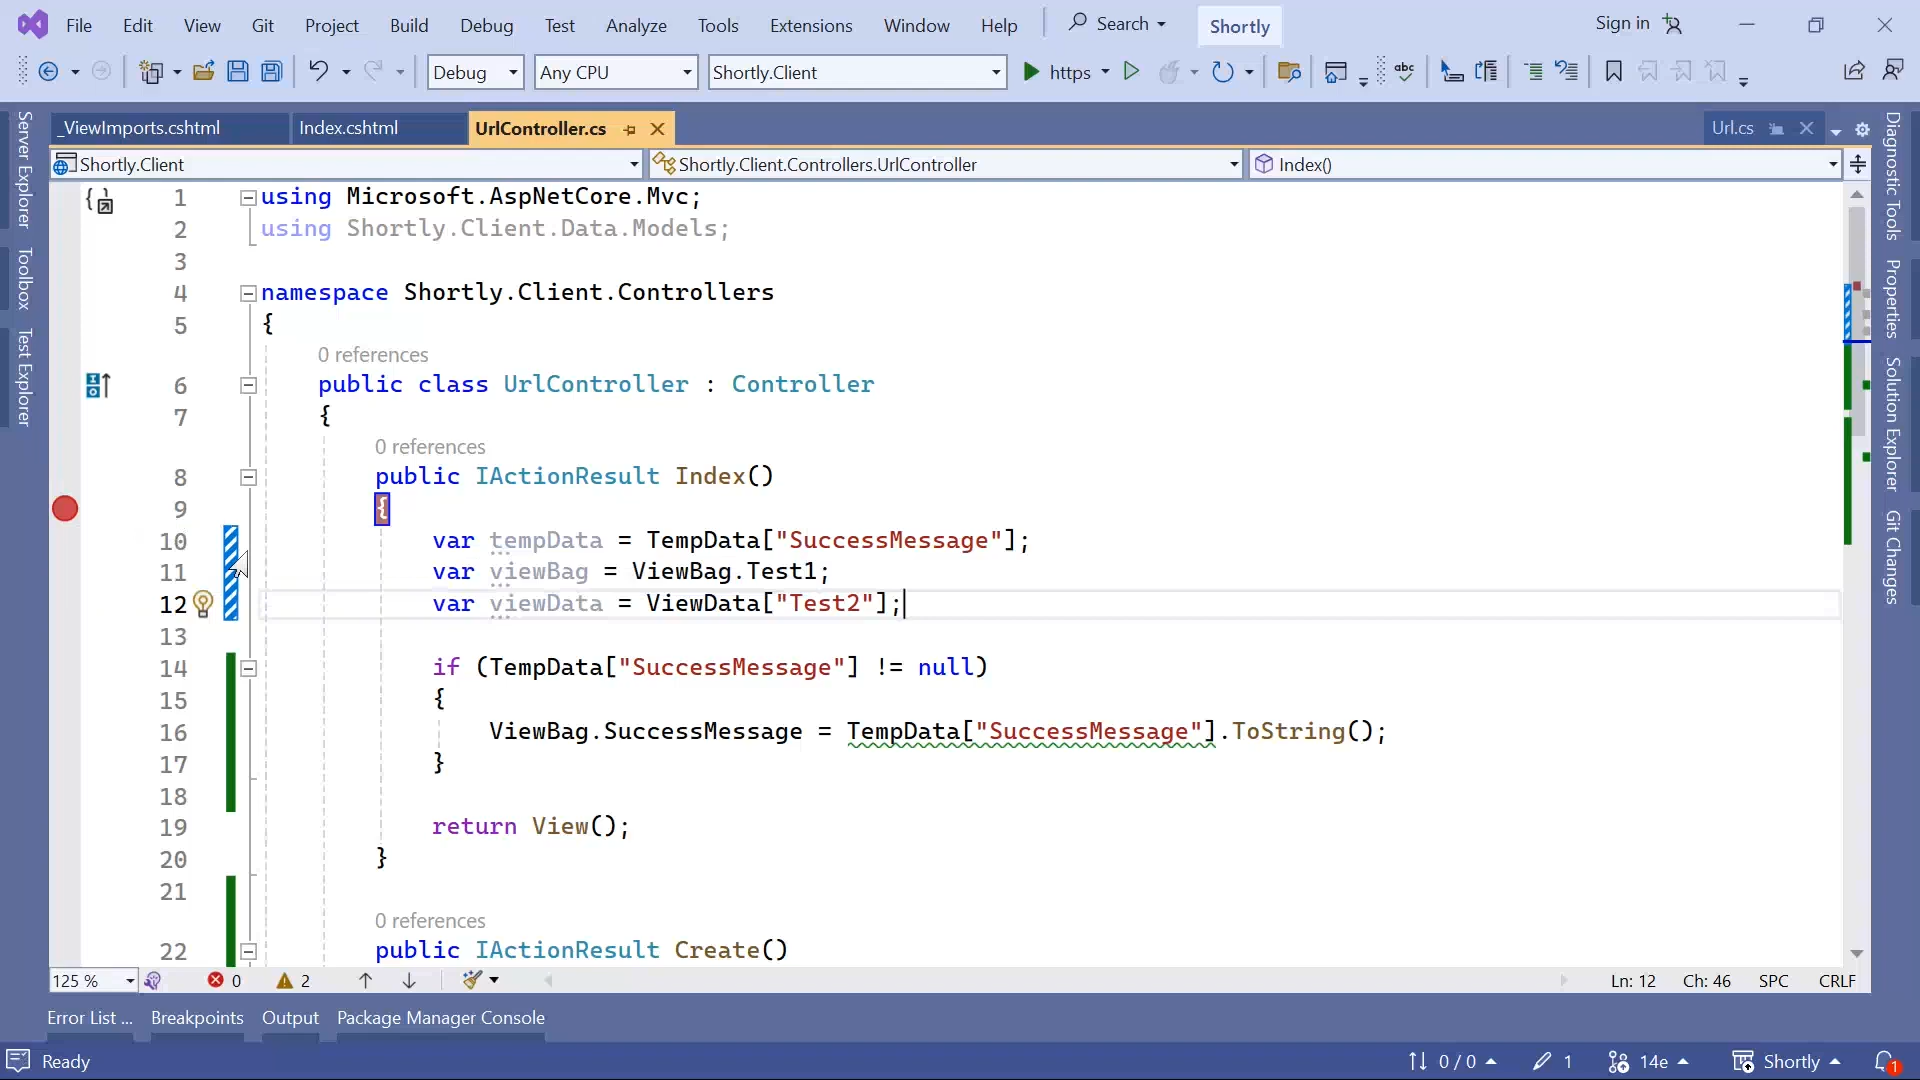 File Edit View Git Project Build Debug Test Analyze Tools Extensions Window Help Search Shortly Sign in
Debug Any CPU Shortly.Client https abc
_ViewImports.cshtml Index.cshtml UrlController.cs Url.cs
Shortly.Client Shortly.Client.Controllers.UrlController Index()
Server Explorer
Toolbox
Test Explorer
1 using Microsoft.AspNetCore.Mvc;
2 using Shortly.Client.Data.Models;
3
4 namespace Shortly.Client.Controllers
5 {
0 references
6 public class UrlController : Controller
7 {
0 references
8 public IActionResult Index()
9 {
10 var tempData = TempData["SuccessMessage"];
11 var viewBag = ViewBag.Test1;
12 var viewData = ViewData["Test2"];
13
14 if (TempData["SuccessMessage"] != null)
15 {
16 ViewBag.SuccessMessage = TempData["SuccessMessage"].ToString();
17 }
18
19 return View();
20 }
21
0 references
22 public IActionResult Create()
Diagnostic Tools
Properties
Solution Explorer
Git Changes
125 % 0 2 Ln: 12 Ch: 46 SPC CRLF
Error List ... Breakpoints Output Package Manager Console
Ready 0 / 0 1 14e Shortly 1